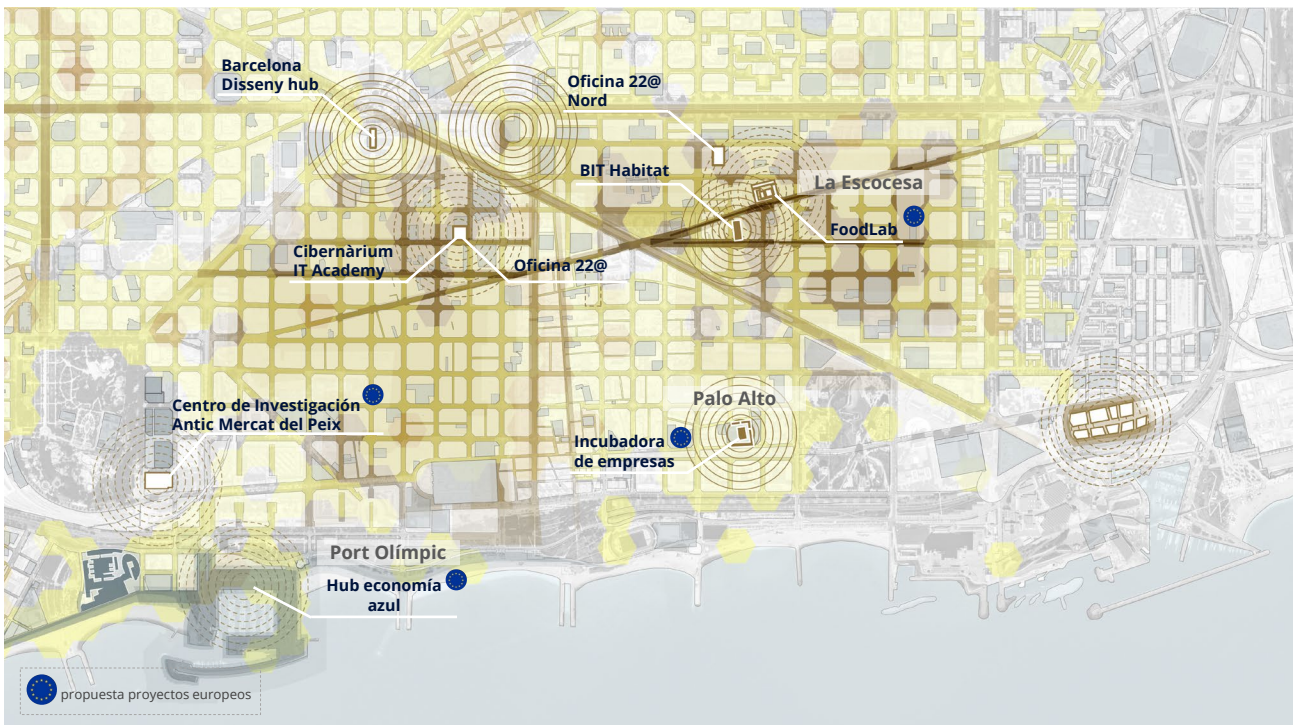 Barcelona
Disseny hub
Oficina 22@
Nord
BIT Habitat
La Escocesa
FoodLab
Cibernàrium
IT Academy
Oficina 22@
Centro de Investigación
Antic Mercat del Peix
Palo Alto
Incubadora
de empresas
Port Olímpic
Hub economía
azul
propuesta proyectos europeos